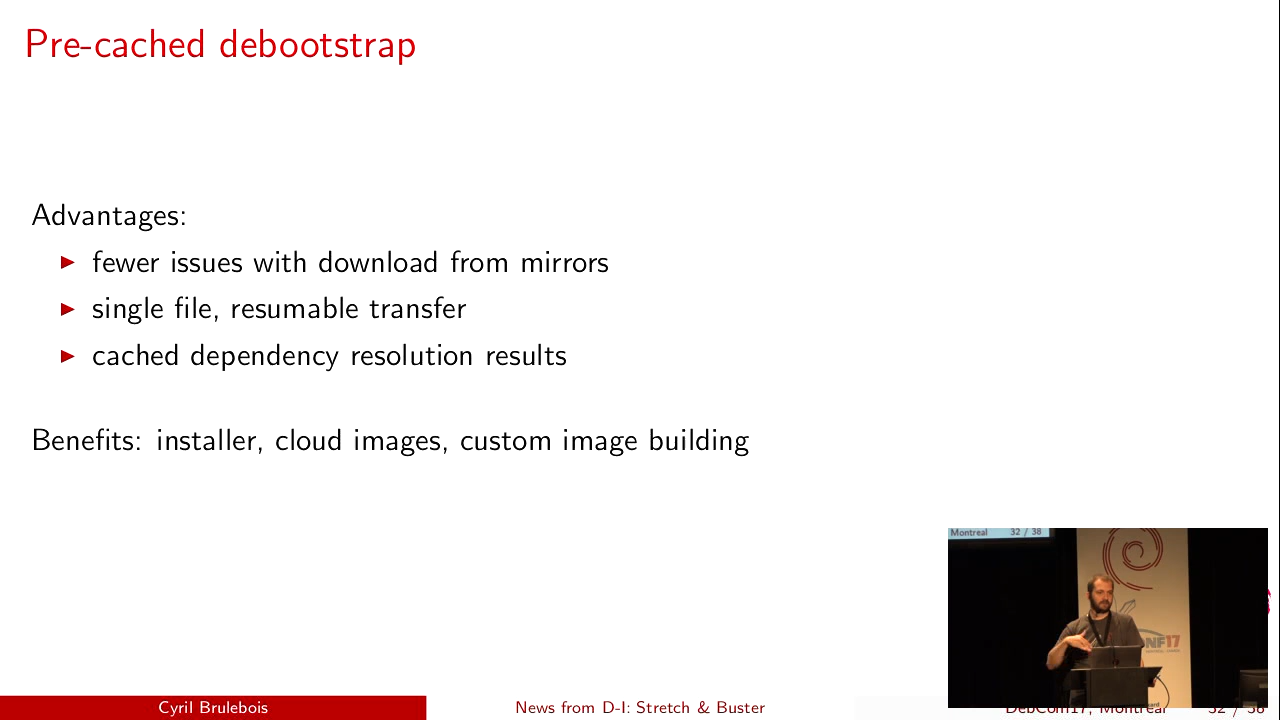 Pre-cached debootstrap
Advantages:
▶ fewer issues with download from mirrors
▶ single file, resumable transfer
▶ cached dependency resolution results
Benefits: installer, cloud images, custom image building
Montreal 32 / 38
NF17
Cyril Brulebois
News from D-I: Stretch & Buster
DebConf17, Montreal 32 / 38